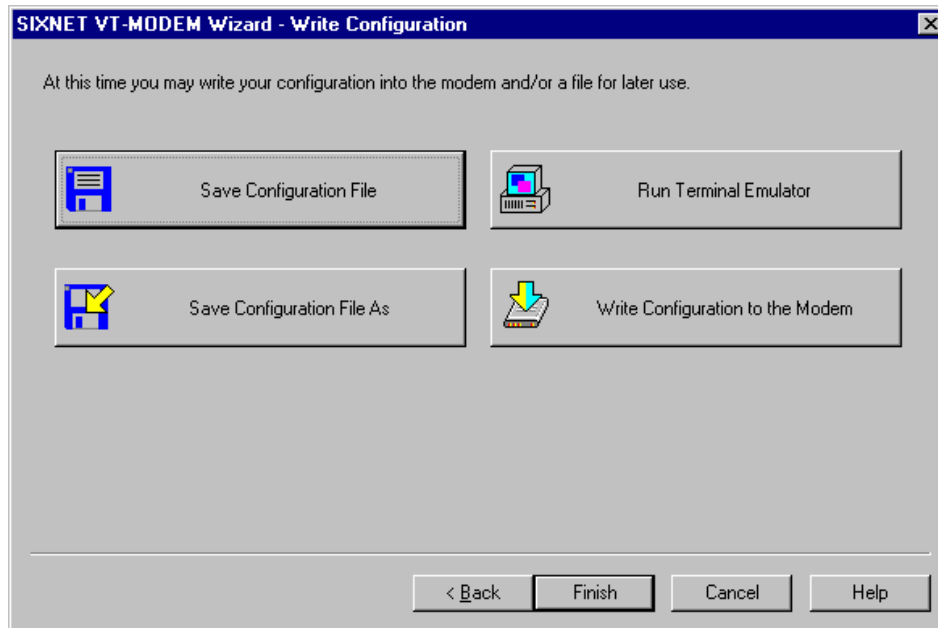 SIXNET VT-MODEM Wizard - Write Configuration
At this time you may write your configuration into the modem and/or a file for later use.
Save Configuration File
Run Terminal Emulator
Save Configuration File As
Write Configuration to the Modem
< Back
Finish
Cancel
Help